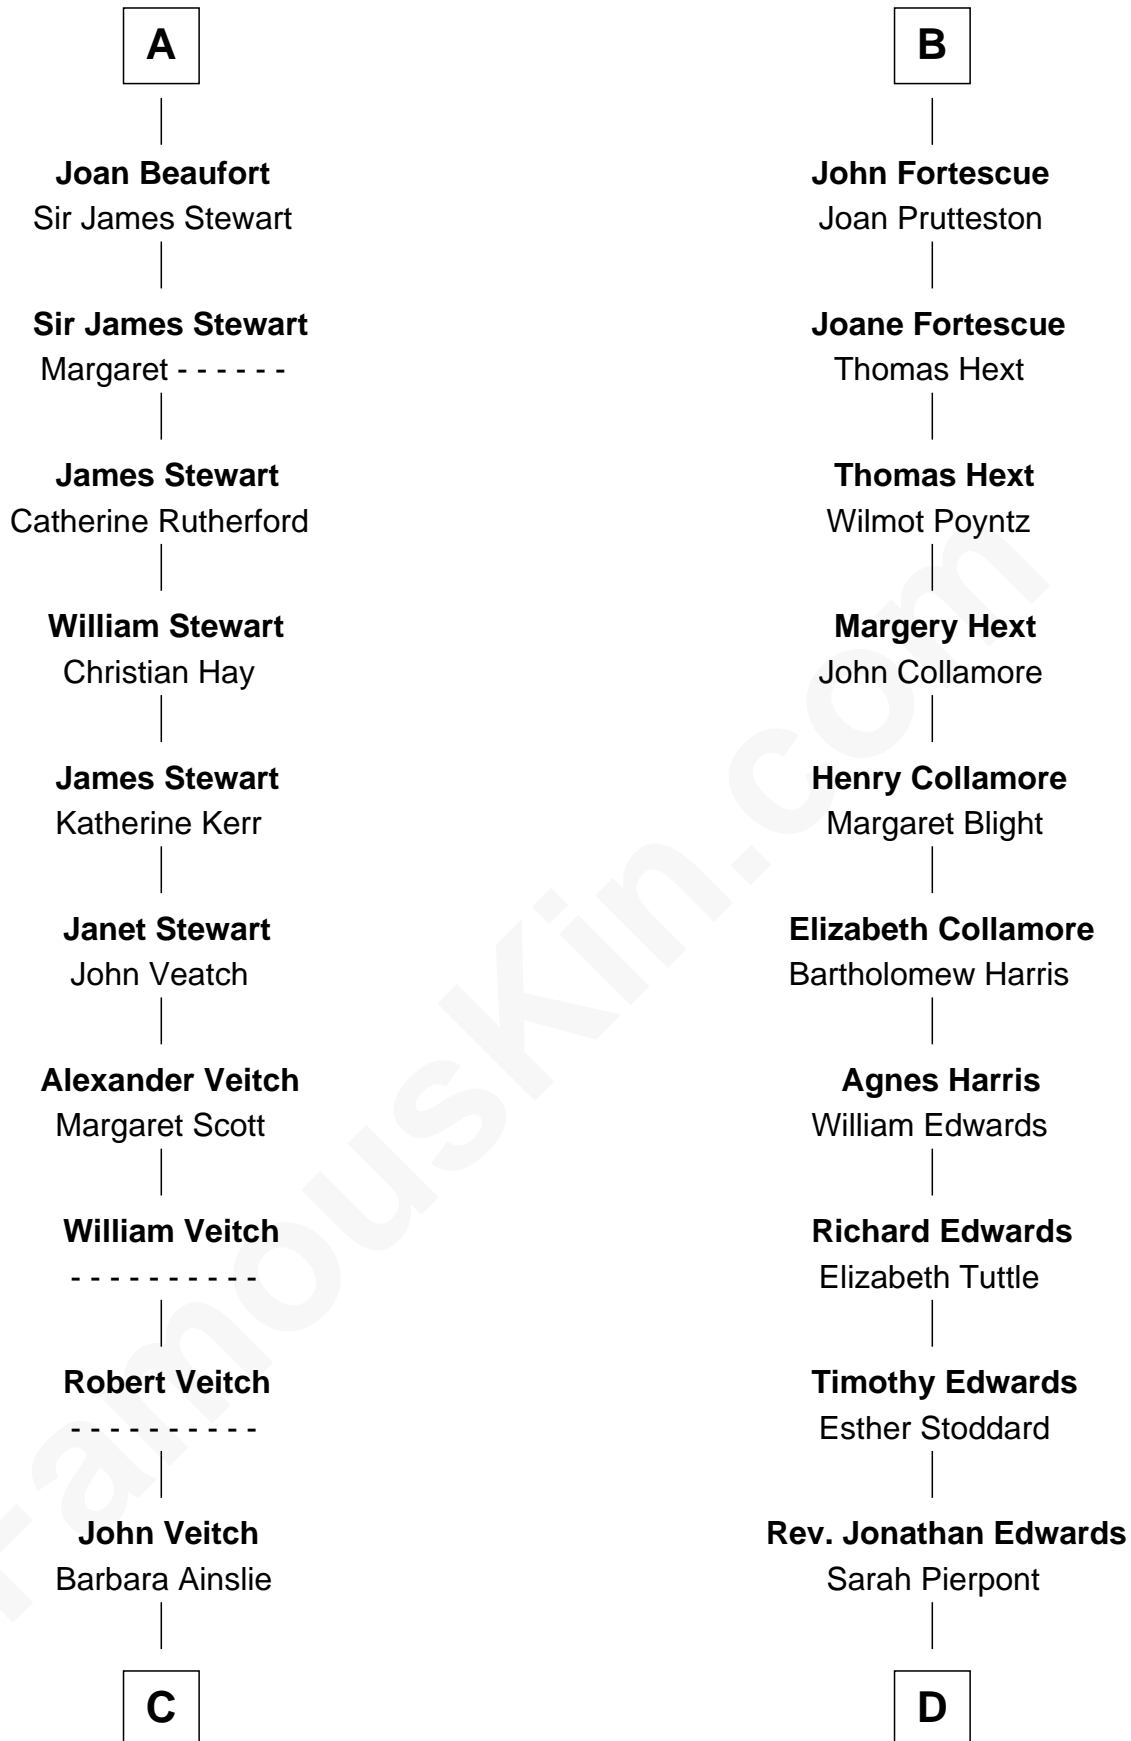 A
Joan Beaufort
Sir James Stewart
Sir James Stewart
Margaret - - - - - -
James Stewart
Catherine Rutherford
William Stewart
Christian Hay
James Stewart
Katherine Kerr
Janet Stewart
John Veatch
Alexander Veitch
Margaret Scott
William Veitch
- - - - - - - - - -
Robert Veitch
- - - - - - - - - -
John Veitch
Barbara Ainslie
C
B
John Fortescue
Joan Prutteston
Joane Fortescue
Thomas Hext
Thomas Hext
Wilmot Poyntz
Margery Hext
John Collamore
Henry Collamore
Margaret Blight
Elizabeth Collamore
Bartholomew Harris
Agnes Harris
William Edwards
Richard Edwards
Elizabeth Tuttle
Timothy Edwards
Esther Stoddard
Rev. Jonathan Edwards
Sarah Pierpont
D
FamousKin.com